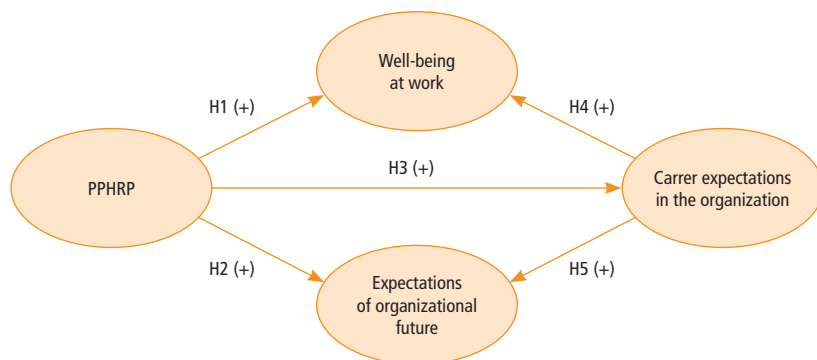 Well-being
at work
H1 (+)
H4 (+)
H3 (+)
PPHRP
Carrer expectations
in the organization
H2 (+)
H5 (+)
Expectations
of organizational
future